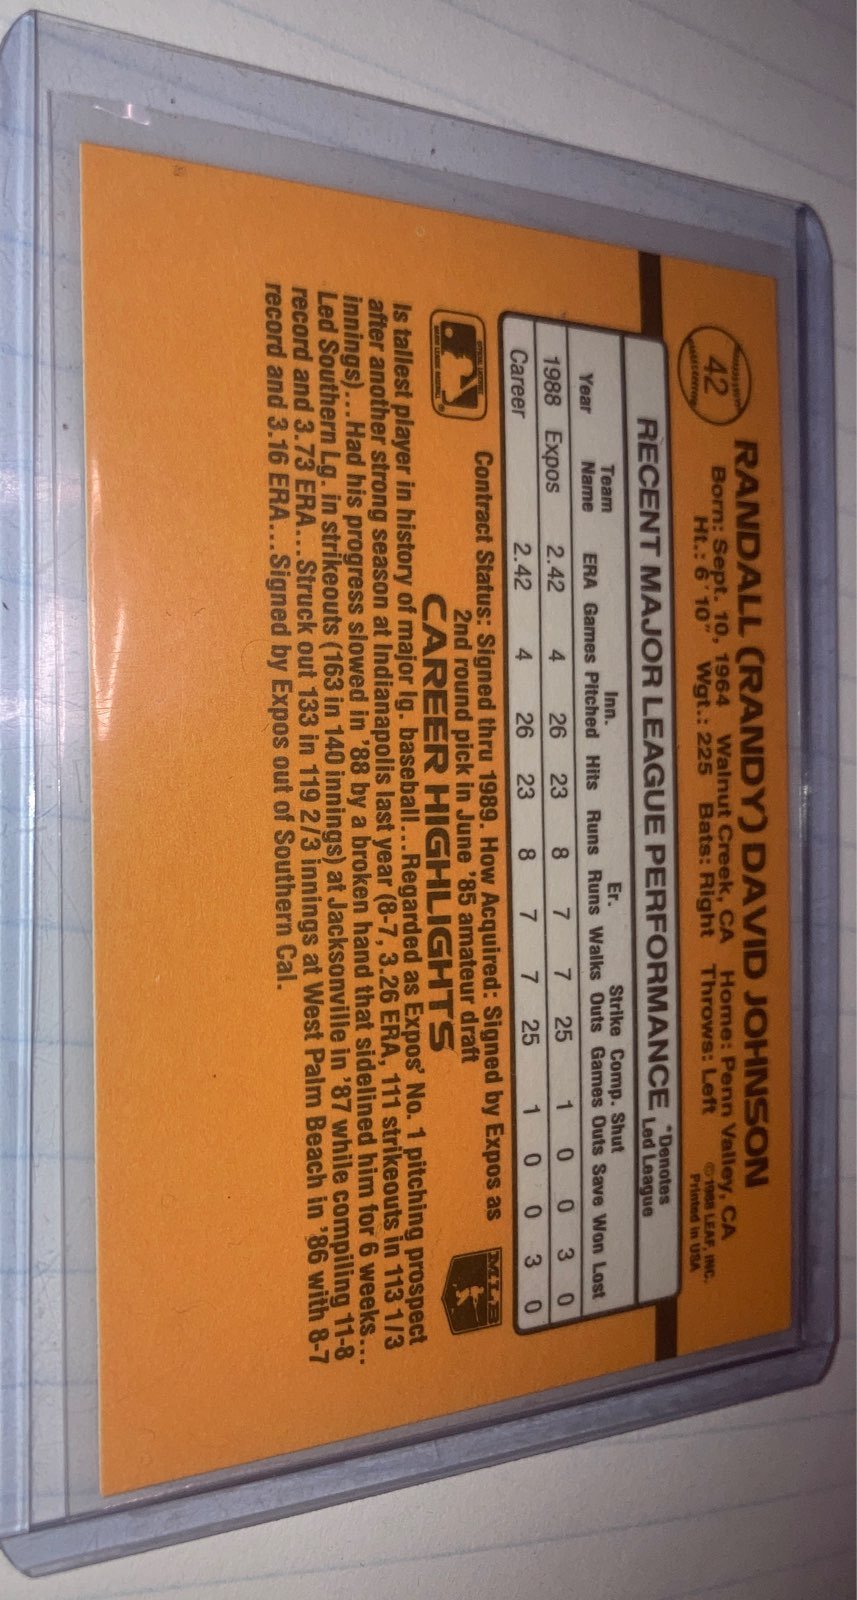 42
RANDALL (RANDY) DAVID JOHNSON
Born: Sept. 10, 1964 Walnut Creek, CA Home: Penn Valley, CA
Ht.: 6'10" Wgt.: 225 Bats: Right Throws: Left
©1988 LEAF, INC.
Printed in USA
RECENT MAJOR LEAGUE PERFORMANCE
*Denotes
Led League
Team Inn. Er. Strike Comp. Shut
Year Name ERA Games Pitched Hits Runs Runs Walks Outs Games Outs Save Won Lost
1988 Expos 2.42 4 26 23 8 7 7 25 1 0 0 3 0
Career 2.42 4 26 23 8 7 7 25 1 0 0 3 0
Contract Status: Signed thru 1989. How Acquired: Signed by Expos as
2nd round pick in June '85 amateur draft
MLB
CAREER HIGHLIGHTS
Is tallest player in history of major lg. baseball...Regarded as Expos' No. 1 pitching prospect
after another strong season at Indianapolis last year (8-7, 3.26 ERA, 111 strikeouts in 113 1/3
innings)...Had his progress slowed in '88 by a broken hand that sidelined him for 6 weeks...
Led Southern Lg. in strikeouts (163 in 140 innings) at Jacksonville in '87 while compiling 11-8
record and 3.73 ERA...Struck out 133 in 119 2/3 innings at West Palm Beach in '86 with 8-7
record and 3.16 ERA...Signed by Expos out of Southern Cal.